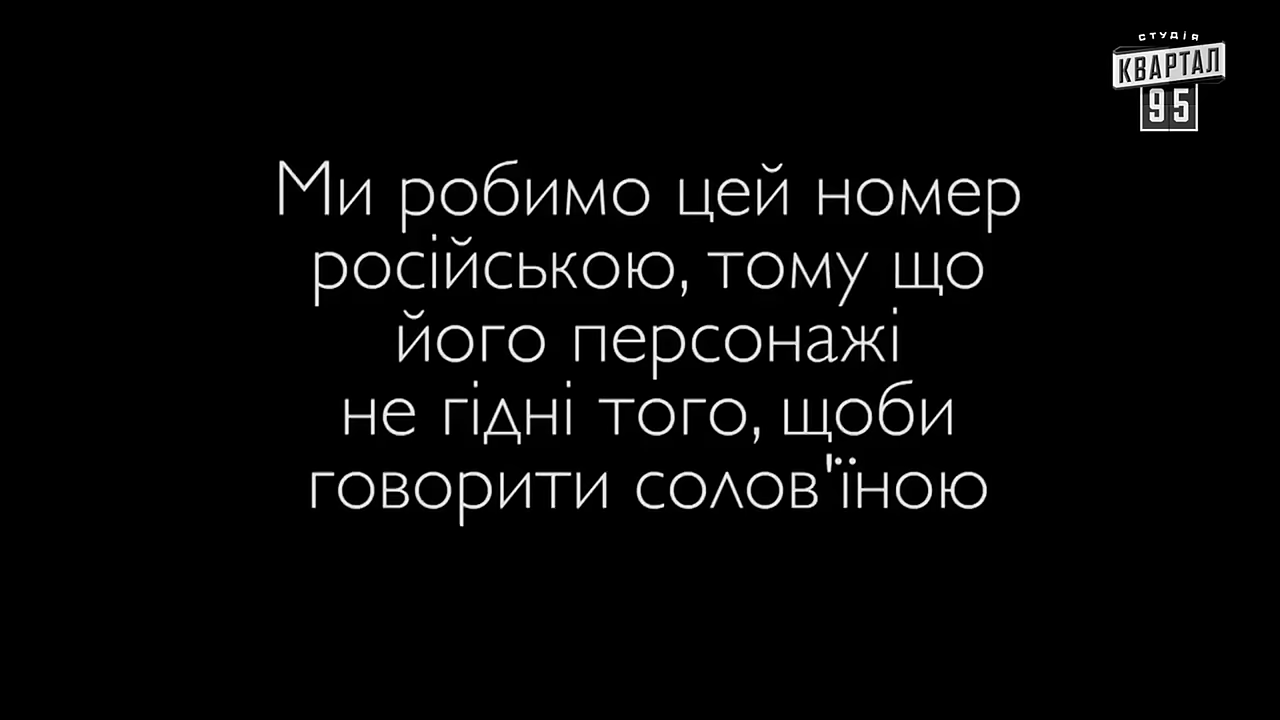 СТУДІЯ
КВАРТАЛ
95
Ми робимо цей номер
російською, тому що
його персонажі
не гідні того, щоби
говорити солов'їною